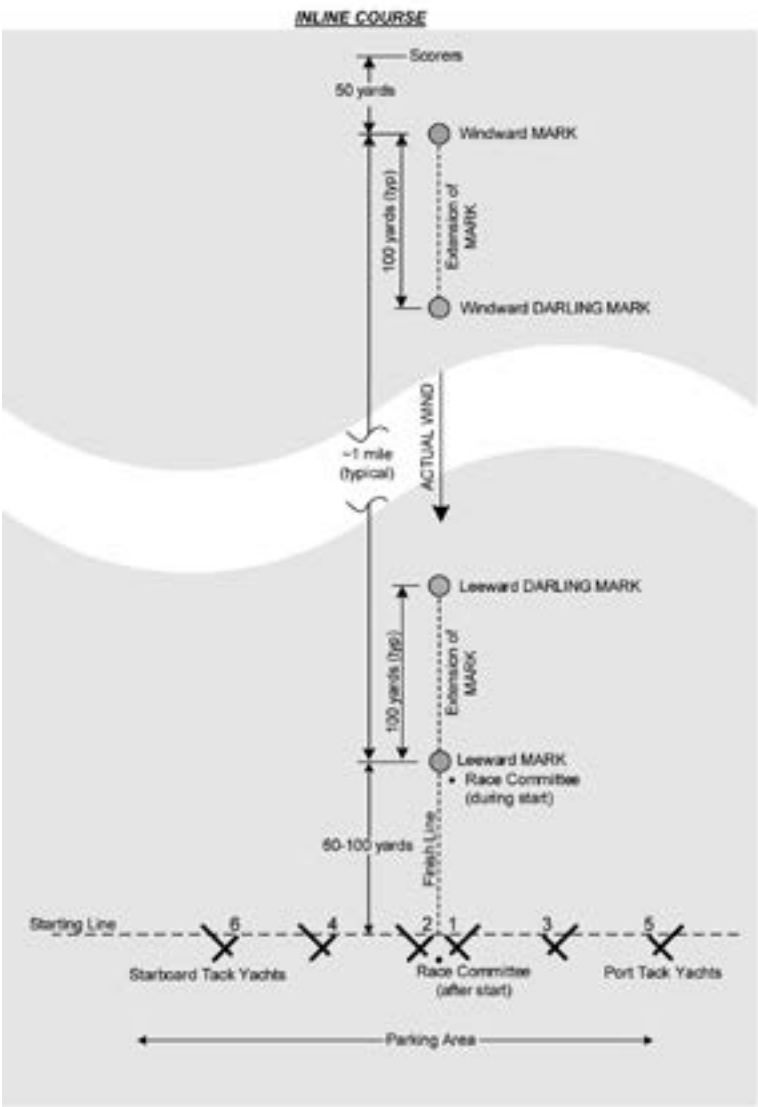 INLINE COURSE
Scorers
50 yards
Windward MARK
100 yards (typ)
Extension of
MARK
Windward DARLING MARK
ACTUAL WIND
~1 mile
(typical)
Leeward DARLING MARK
100 yards (typ)
Extension of
MARK
Leeward MARK
• Race Committee
(during start)
60-100 yards
Finish Line
Starting Line
6 4 2 1 3 5
Starboard Tack Yachts
Race Committee
(after start)
Port Tack Yachts
Parking Area